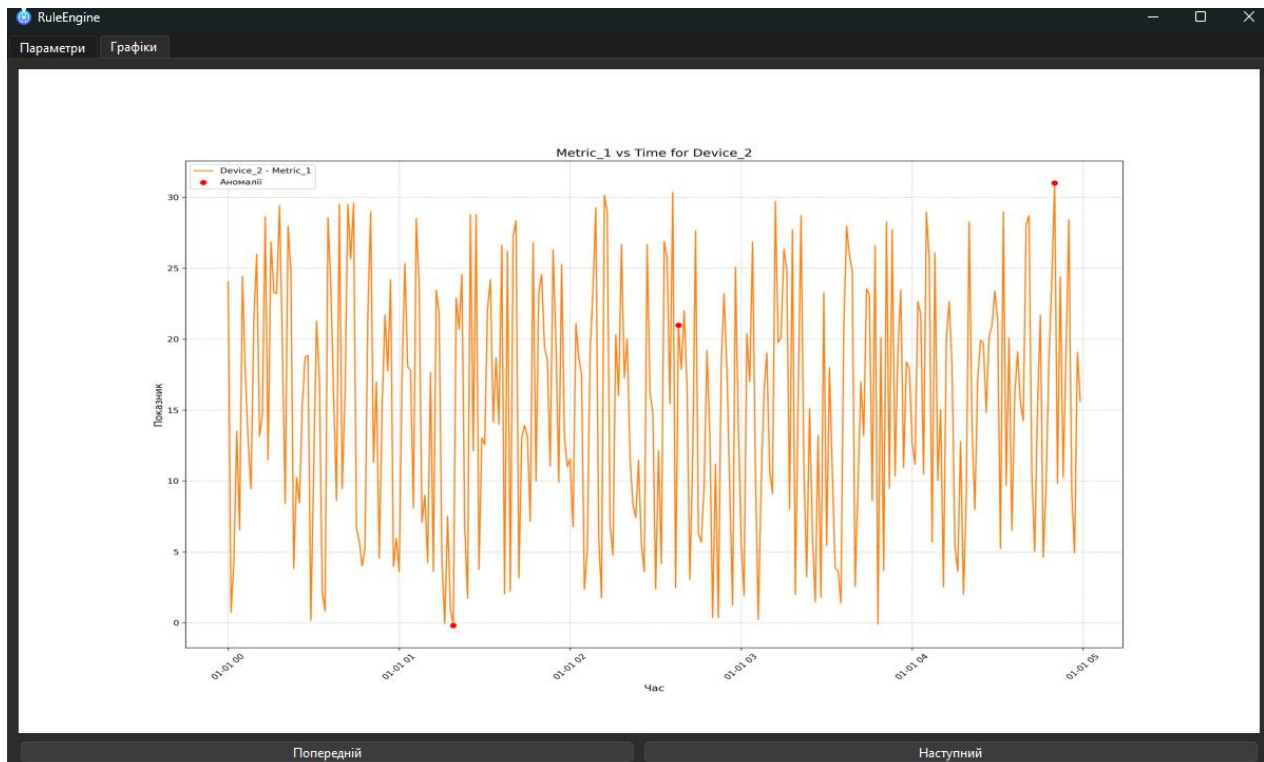 RuleEngine
Параметри
Графіки
Metric_1 vs Time for Device_2
Device_2 - Metric_1
Аномалії
30
25
20
15
10
5
0
Показник
01-01 00
01-01 01
01-01 02
01-01 03
01-01 04
01-01 05
Час
Попередній
Наступний